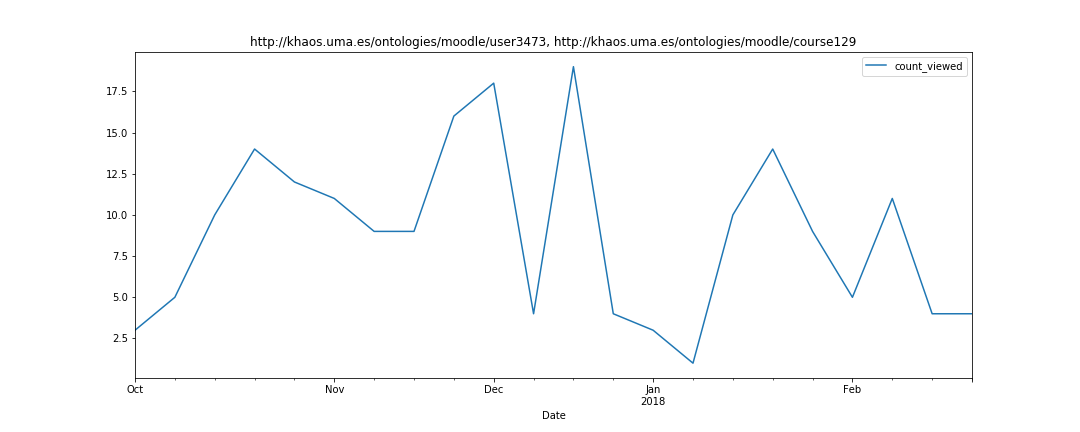 http://khaos.uma.es/ontologies/moodle/user3473, http://khaos.uma.es/ontologies/moodle/course129
count_viewed
17.5
15.0
12.5
10.0
7.5
5.0
2.5
Oct
Nov
Dec
Jan
2018
Feb
Date